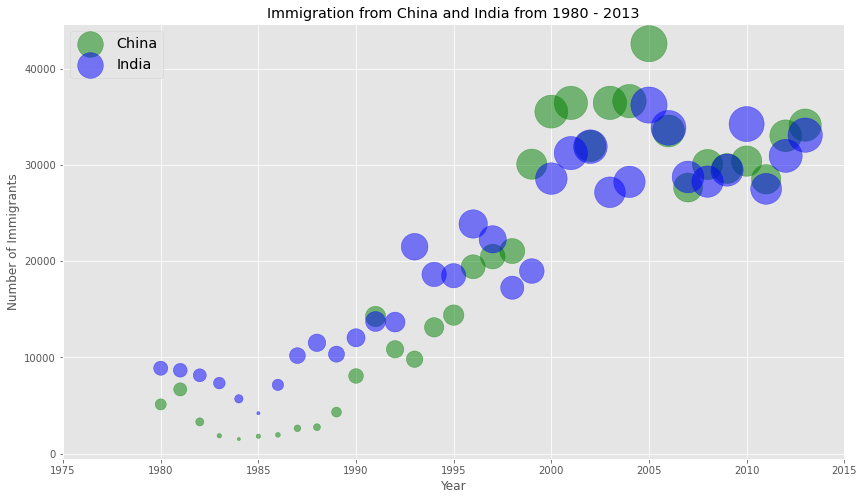 Immigration from China and India from 1980 - 2013
China
India
40000
30000
20000
10000
0
Number of Immigrants
1975 1980 1985 1990 1995 2000 2005 2010 2015
Year